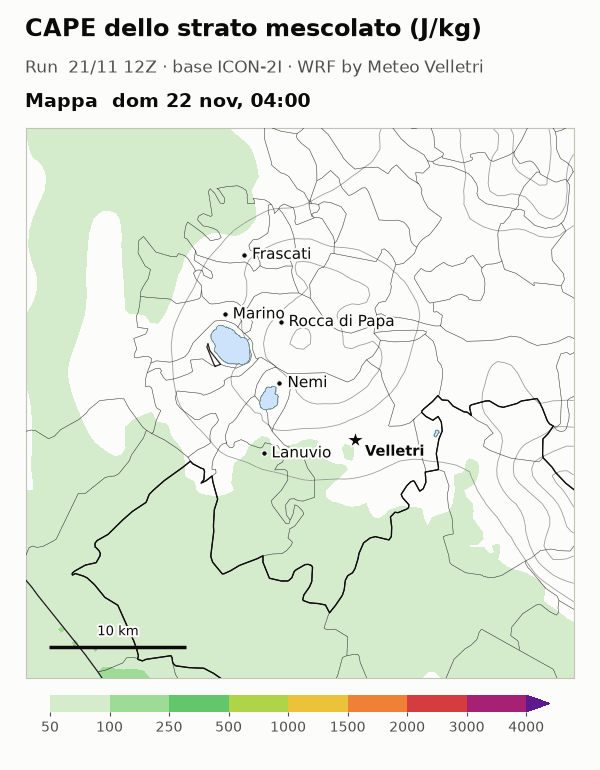 CAPE dello strato mescolato (J/kg)
Run  21/11 12Z · base ICON-2I · WRF by Meteo Velletri
Mappa  dom 22 nov, 04:00
Frascati
Marino
Rocca di Papa
Nemi
Velletri
Lanuvio
10 km
50 100 250 500 1000 1500 2000 3000 4000